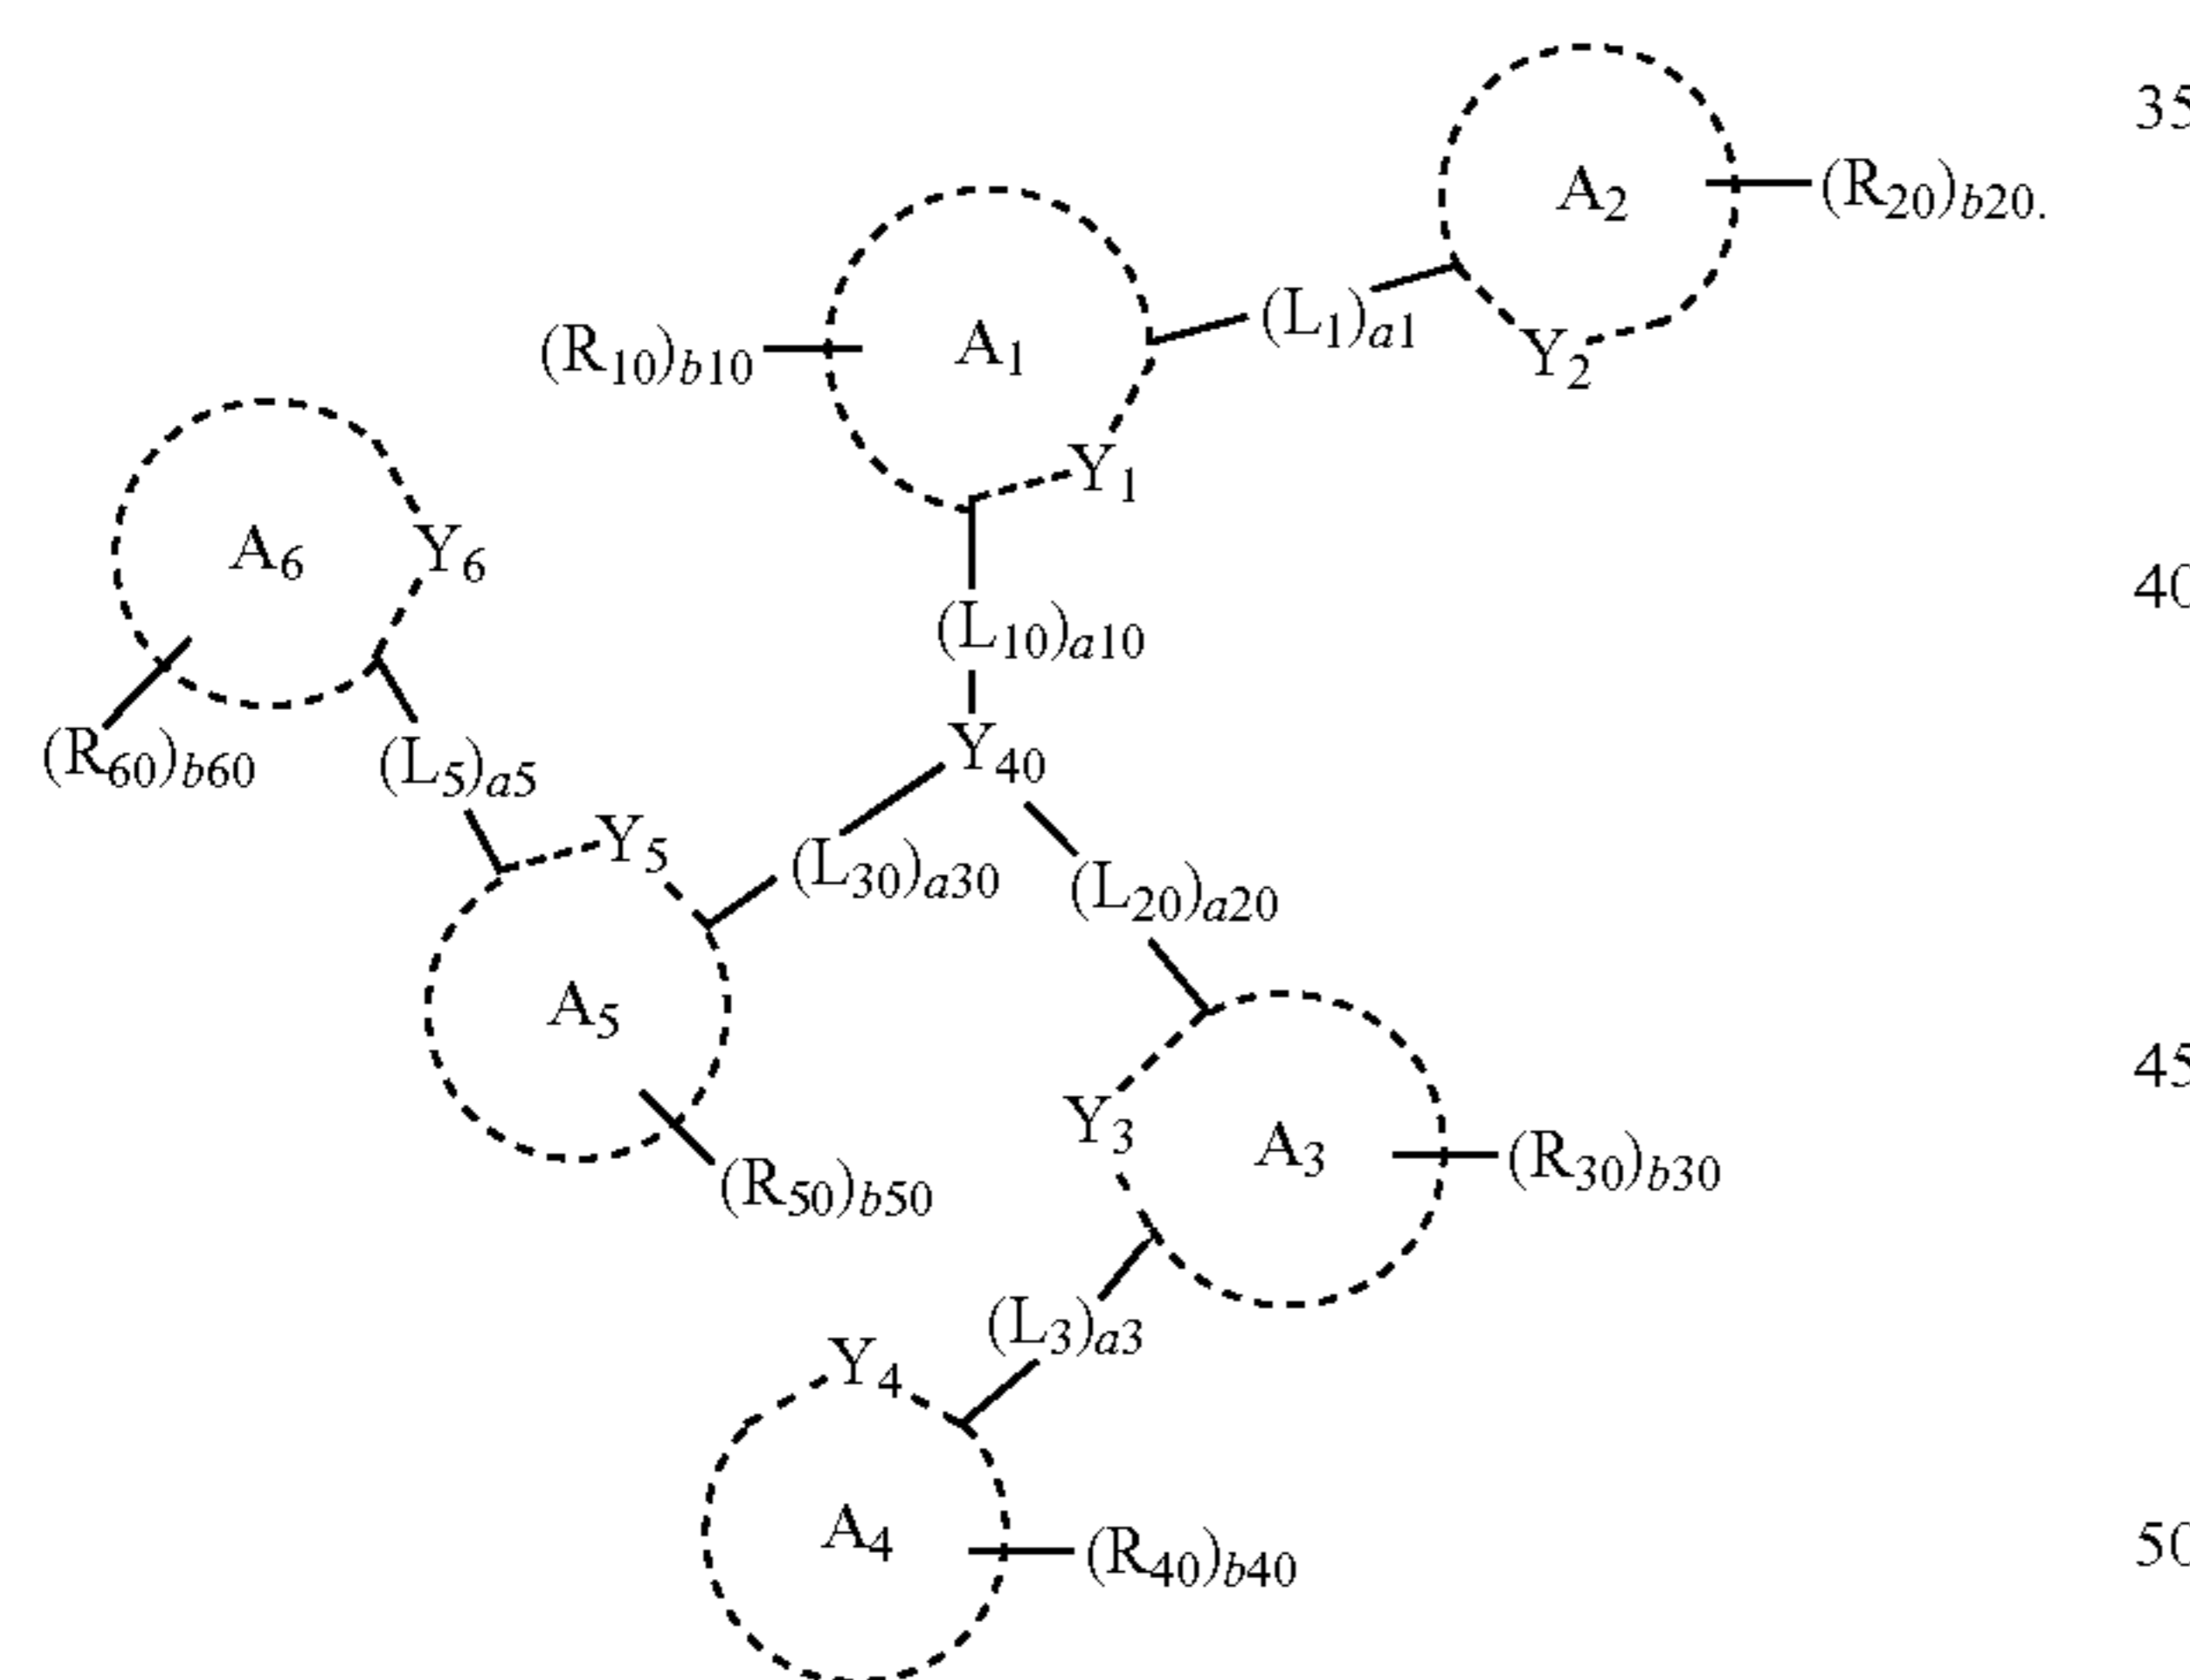 35
A2
(R20)b20.
A1
(L1)a1
Y2
(R10)b10
Y1
A6
Y6
40
(L10)a10
(R60)b60
(L5)a5
Y40
Y5
(L30)a30
(L20)a20
A5
45
Y3
A3
(R30)b30
(R50)b50
(L3)a3
Y4
A4
(R40)b40
50